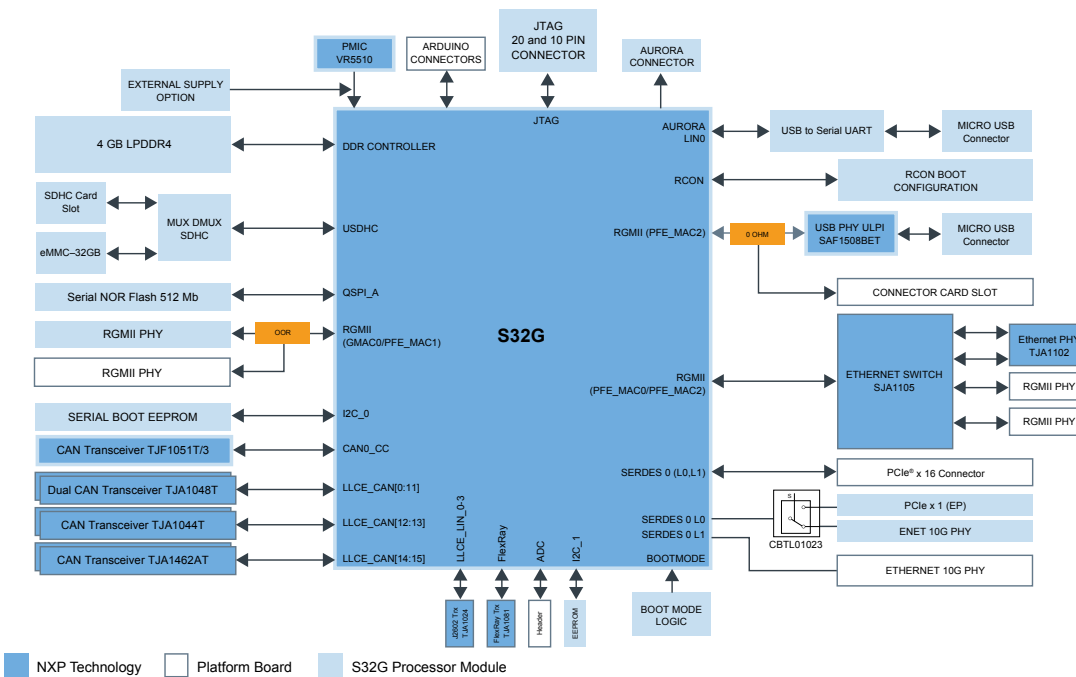 PMIC
VR5510
ARDUINO
CONNECTORS
JTAG
20 and 10 PIN
CONNECTOR
AURORA
CONNECTOR
EXTERNAL SUPPLY
OPTION
JTAG
4 GB LPDDR4
DDR CONTROLLER
AURORA
LIN0
USB to Serial UART
MICRO USB
Connector
RCON
RCON BOOT
CONFIGURATION
SDHC Card
Slot
eMMC–32GB
MUX DMUX
SDHC
USDHC
RGMII (PFE_MAC2)
0 OHM
USB PHY ULPI
SAF1508BET
MICRO USB
Connector
Serial NOR Flash 512 Mb
QSPI_A
CONNECTOR CARD SLOT
RGMII PHY
OOR
RGMII
(GMAC0/PFE_MAC1)
S32G
RGMII PHY
RGMII
(PFE_MAC0/PFE_MAC2)
ETHERNET SWITCH
SJA1105
Ethernet PHY
TJA1102
RGMII PHY
RGMII PHY
SERIAL BOOT EEPROM
I2C_0
CAN Transceiver TJF1051T/3
CAN0_CC
SERDES 0 (L0,L1)
PCIe® x 16 Connector
Dual CAN Transceiver TJA1048T
LLCE_CAN[0:11]
CAN Transceiver TJA1044T
LLCE_CAN[12:13]
CAN Transceiver TJA1462AT
LLCE_CAN[14:15]
LLCE_LIN_0-3
FlexRay
ADC
I2C_1
SERDES 0 L0
SERDES 0 L1
BOOTMODE
S
CBTL01023
PCIe x 1 (EP)
ENET 10G PHY
ETHERNET 10G PHY
J2602 Trx
TJA1024
FlexRay Trx
TJA1081
Header
EEPROM
BOOT MODE
LOGIC
NXP Technology
Platform Board
S32G Processor Module